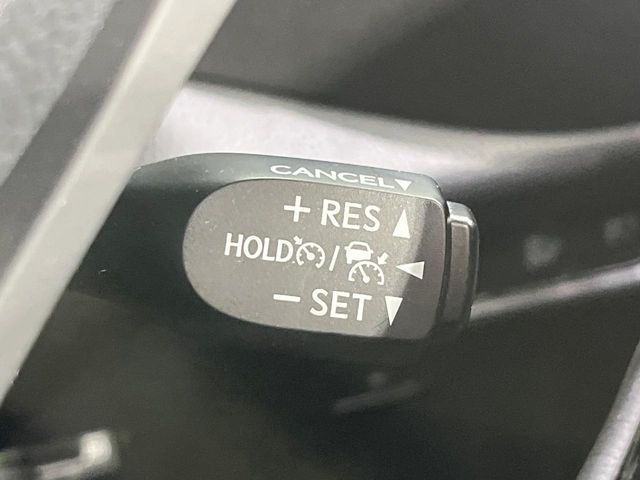 CANCEL▼
+ RES ▲
HOLD / ◀
− SET ▼